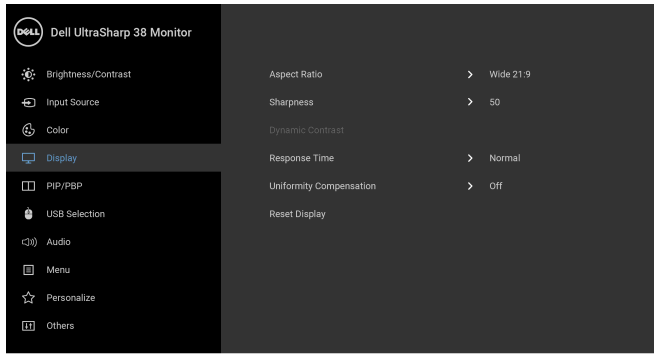 DELL Dell UltraSharp 38 Monitor
Brightness/Contrast
Input Source
Color
Display
PIP/PBP
USB Selection
Audio
Menu
Personalize
Others
Aspect Ratio > Wide 21:9
Sharpness > 50
Dynamic Contrast
Response Time > Normal
Uniformity Compensation > Off
Reset Display